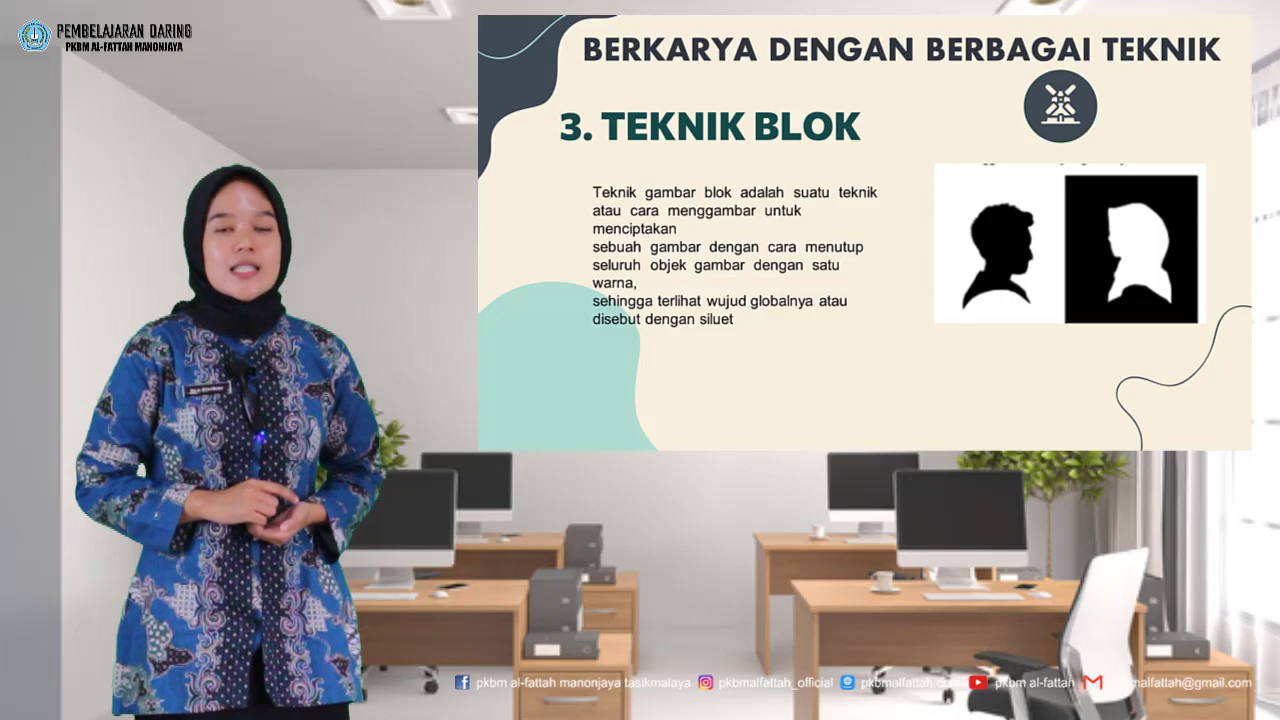 PEMBELAJARAN DARING
PKBM AL-FATTAH MANONJAYA
BERKARYA DENGAN BERBAGAI TEKNIK
3. TEKNIK BLOK
Teknik gambar blok adalah suatu teknik
atau cara menggambar untuk
menciptakan
sebuah gambar dengan cara menutup
seluruh objek gambar dengan satu
warna,
sehingga terlihat wujud globalnya atau
disebut dengan siluet
pkbm al-fattah manonjaya tasikmalaya
pkbmalfattah_official
pkbm al-fattah